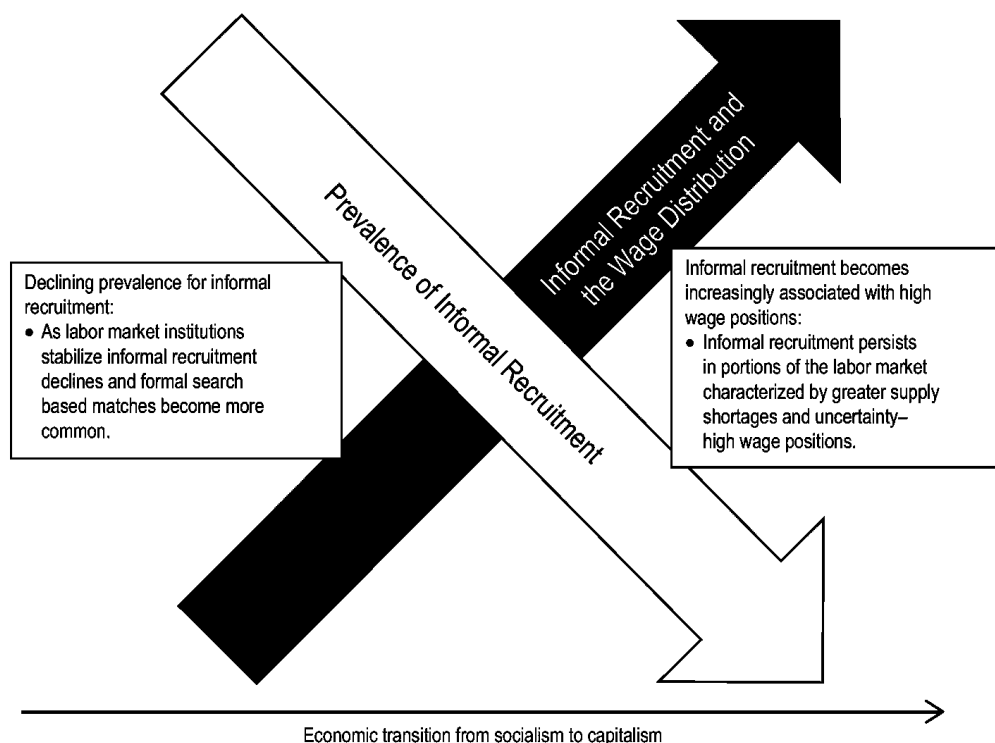 Informal Recruitment and
the Wage Distribution
Prevalence of Informal Recruitment
Declining prevalence for informal
recruitment:
• As labor market institutions
stabilize informal recruitment
declines and formal search
based matches become more
common.
Informal recruitment becomes
increasingly associated with high
wage positions:
• Informal recruitment persists
in portions of the labor market
characterized by greater supply
shortages and uncertainty–
high wage positions.
Economic transition from socialism to capitalism